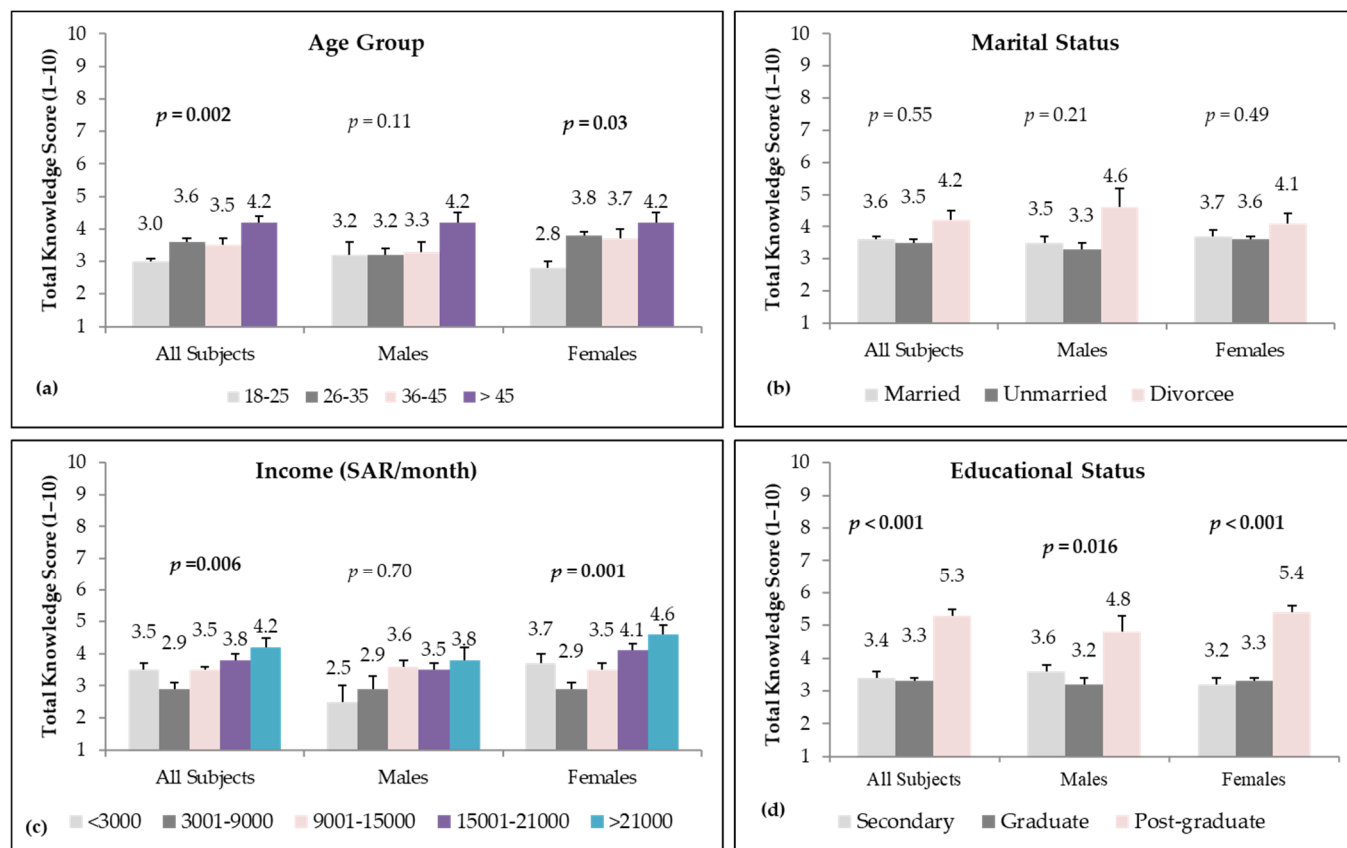 Age Group
Total Knowledge Score (1–10)
10
9
8
7
6
5
4
3
2
1
p = 0.002
p = 0.11
p = 0.03
3.0
3.6
3.5
4.2
3.2
3.2
3.3
4.2
2.8
3.8
3.7
4.2
All Subjects
Males
Females
(a)
18-25
26-35
36-45
> 45
Marital Status
Total Knowledge Score (1–10)
10
9
8
7
6
5
4
3
2
1
p = 0.55
p = 0.21
p = 0.49
3.6
3.5
4.2
3.5
3.3
4.6
3.7
3.6
4.1
All Subjects
Males
Females
(b)
Married
Unmarried
Divorcee
Income (SAR/month)
Total Knowledge Score (1–10)
10
9
8
7
6
5
4
3
2
1
p =0.006
p = 0.70
p = 0.001
3.5
2.9
3.5
3.8
4.2
2.5
2.9
3.6
3.5
3.8
3.7
2.9
3.5
4.1
4.6
All Subjects
Males
Females
(c)
<3000
3001-9000
9001-15000
15001-21000
>21000
Educational Status
Total Knowledge Score (1–10)
10
9
8
7
6
5
4
3
2
1
p < 0.001
p = 0.016
p < 0.001
3.4
3.3
5.3
3.6
3.2
4.8
3.2
3.3
5.4
All Subjects
Males
Females
(d)
Secondary
Graduate
Post-graduate